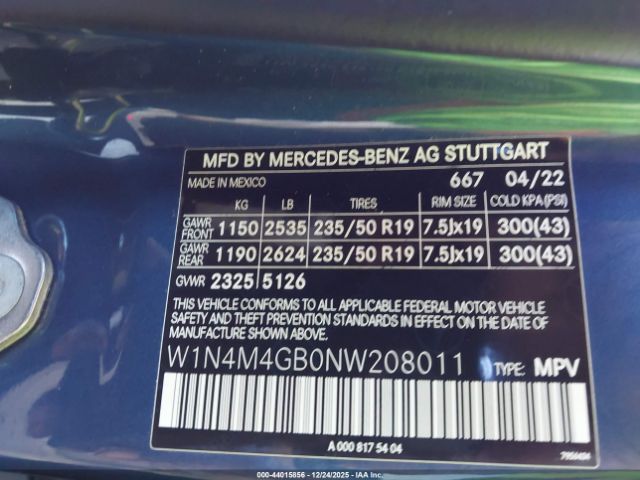 MFD BY MERCEDES-BENZ AG STUTTGART
MADE IN MEXICO 667 04/22
KG LB TIRES RIM SIZE COLD KPA(PSI)
GAWR FRONT 1150 2535 235/50 R19 7.5Jx19 300(43)
GAWR REAR 1190 2624 235/50 R19 7.5Jx19 300(43)
GVWR 2325 5126
THIS VEHICLE CONFORMS TO ALL APPLICABLE FEDERAL MOTOR VEHICLE
SAFETY AND THEFT PREVENTION STANDARDS IN EFFECT ON THE DATE OF
MANUFACTURE SHOWN ABOVE.
W1N4M4GB0NW208011 TYPE: MPV
A 000 817 54 04
000-44015856 - 12/24/2025 - IAA, Inc.